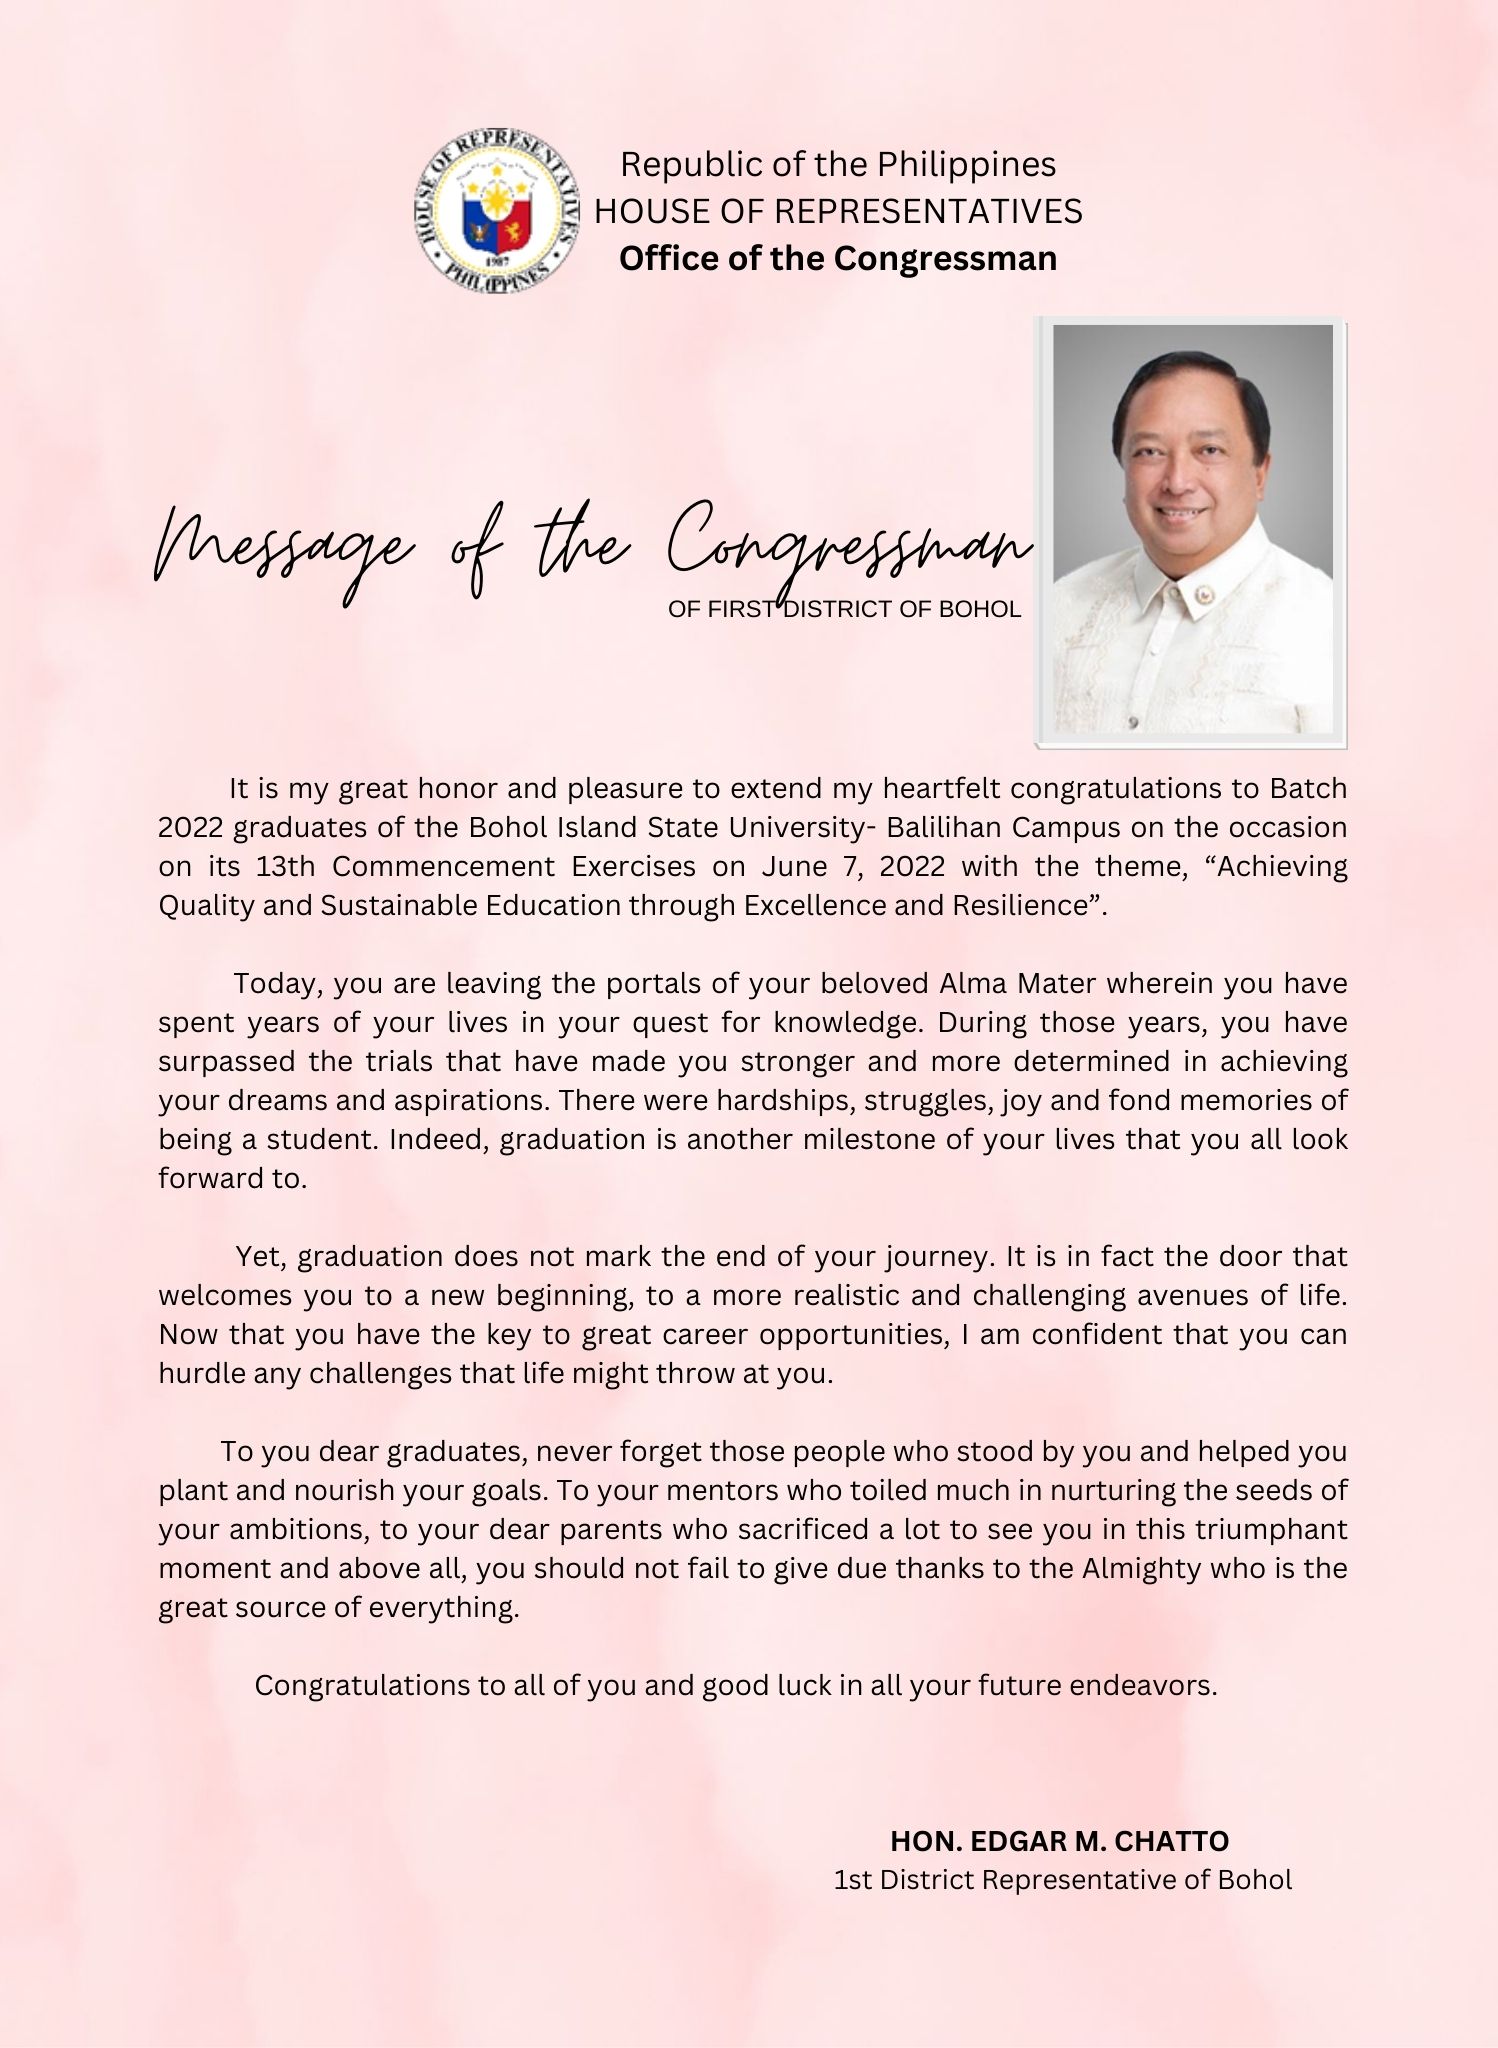 HOUSE OF REPRESENTATIVES
1987
PHILIPPINES
Republic of the Philippines
HOUSE OF REPRESENTATIVES
Office of the Congressman
Message of the Congressman
OF FIRST DISTRICT OF BOHOL
It is my great honor and pleasure to extend my heartfelt congratulations to Batch
2022 graduates of the Bohol Island State University- Balilihan Campus on the occasion
on its 13th Commencement Exercises on June 7, 2022 with the theme, “Achieving
Quality and Sustainable Education through Excellence and Resilience”.
Today, you are leaving the portals of your beloved Alma Mater wherein you have
spent years of your lives in your quest for knowledge. During those years, you have
surpassed the trials that have made you stronger and more determined in achieving
your dreams and aspirations. There were hardships, struggles, joy and fond memories of
being a student. Indeed, graduation is another milestone of your lives that you all look
forward to.
Yet, graduation does not mark the end of your journey. It is in fact the door that
welcomes you to a new beginning, to a more realistic and challenging avenues of life.
Now that you have the key to great career opportunities, I am confident that you can
hurdle any challenges that life might throw at you.
To you dear graduates, never forget those people who stood by you and helped you
plant and nourish your goals. To your mentors who toiled much in nurturing the seeds of
your ambitions, to your dear parents who sacrificed a lot to see you in this triumphant
moment and above all, you should not fail to give due thanks to the Almighty who is the
great source of everything.
Congratulations to all of you and good luck in all your future endeavors.
HON. EDGAR M. CHATTO
1st District Representative of Bohol